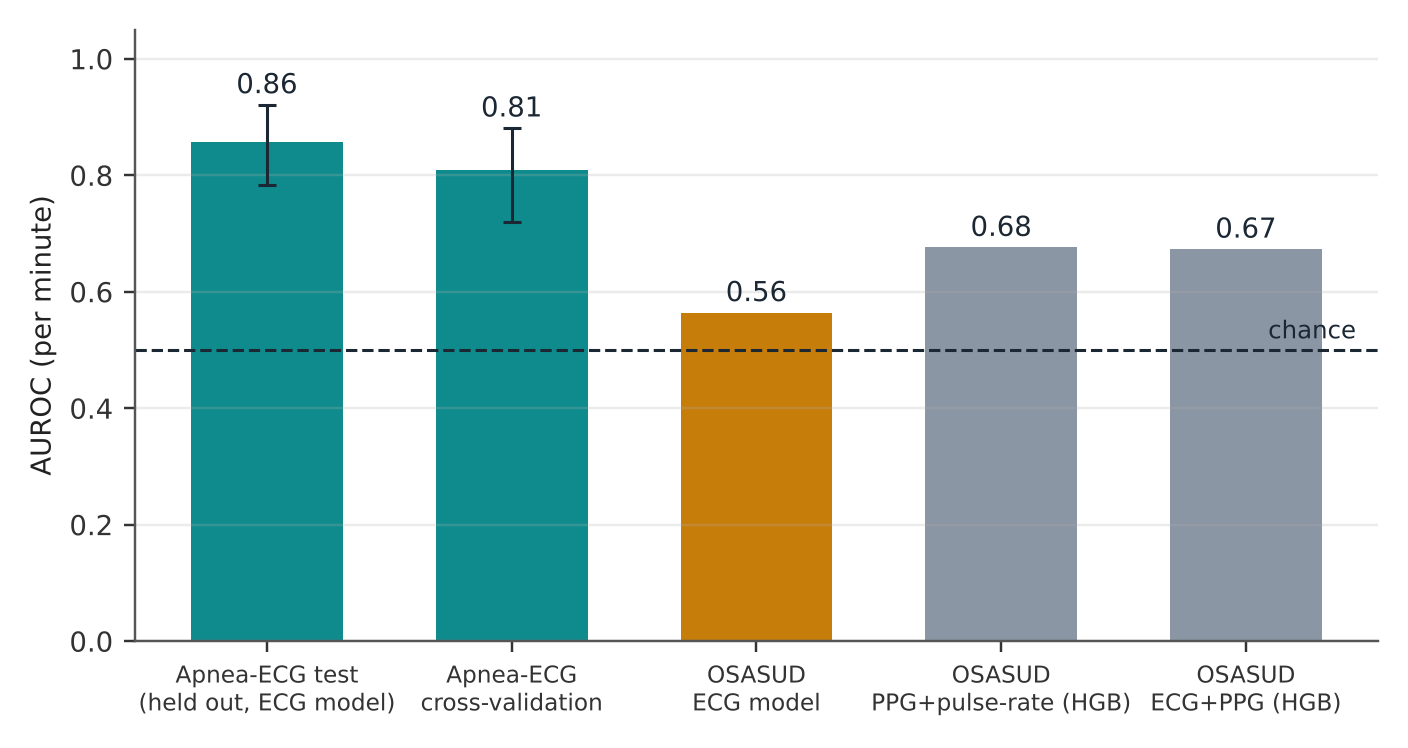 AUROC (per minute)
1.0
0.8
0.6
0.4
0.2
0.0
0.86
0.81
0.56
0.68
0.67
chance
Apnea-ECG test
(held out, ECG model)
Apnea-ECG
cross-validation
OSASUD
ECG model
OSASUD
PPG+pulse-rate (HGB)
OSASUD
ECG+PPG (HGB)